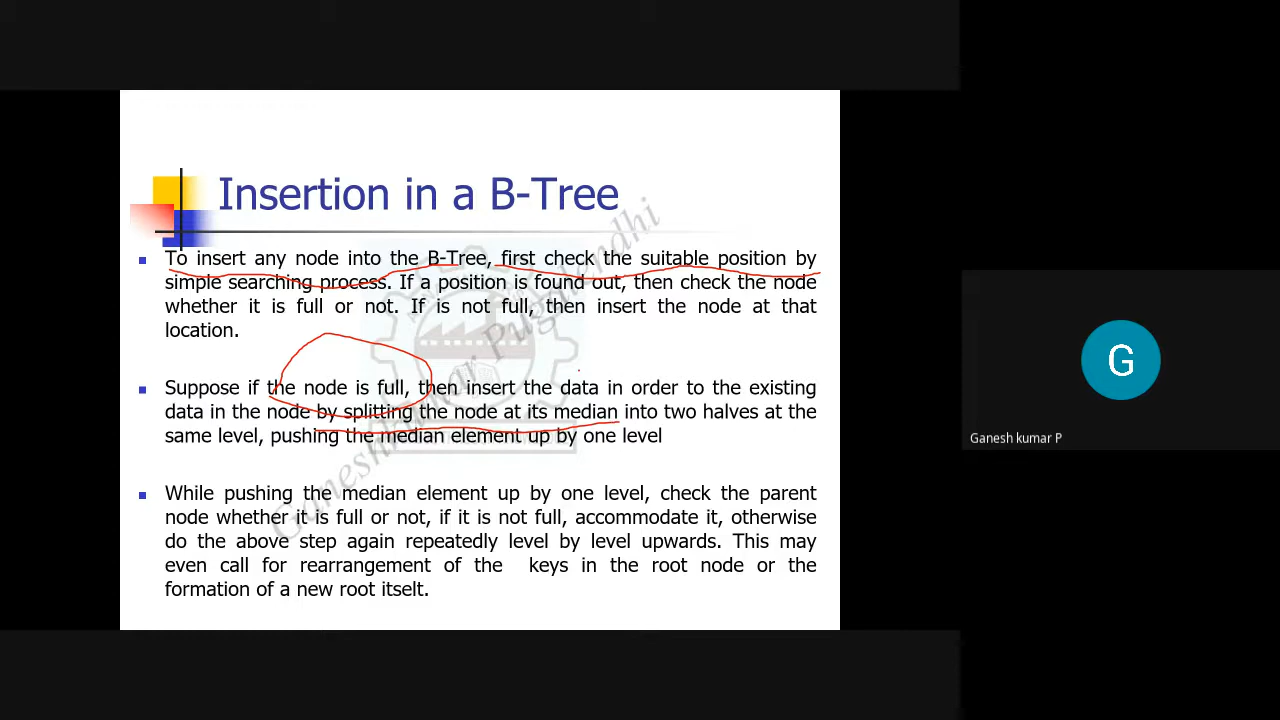 Insertion in a B-Tree
To insert any node into the B-Tree, first check the suitable position by
simple searching process. If a position is found out, then check the node
whether it is full or not. If is not full, then insert the node at that
location.
Suppose if the node is full, then insert the data in order to the existing
data in the node by splitting the node at its median into two halves at the
same level, pushing the median element up by one level
While pushing the median element up by one level, check the parent
node whether it is full or not, if it is not full, accommodate it, otherwise
do the above step again repeatedly level by level upwards. This may
even call for rearrangement of the keys in the root node or the
formation of a new root itselt.
Ganeshkumar Pugalendhi
G
Ganesh kumar P